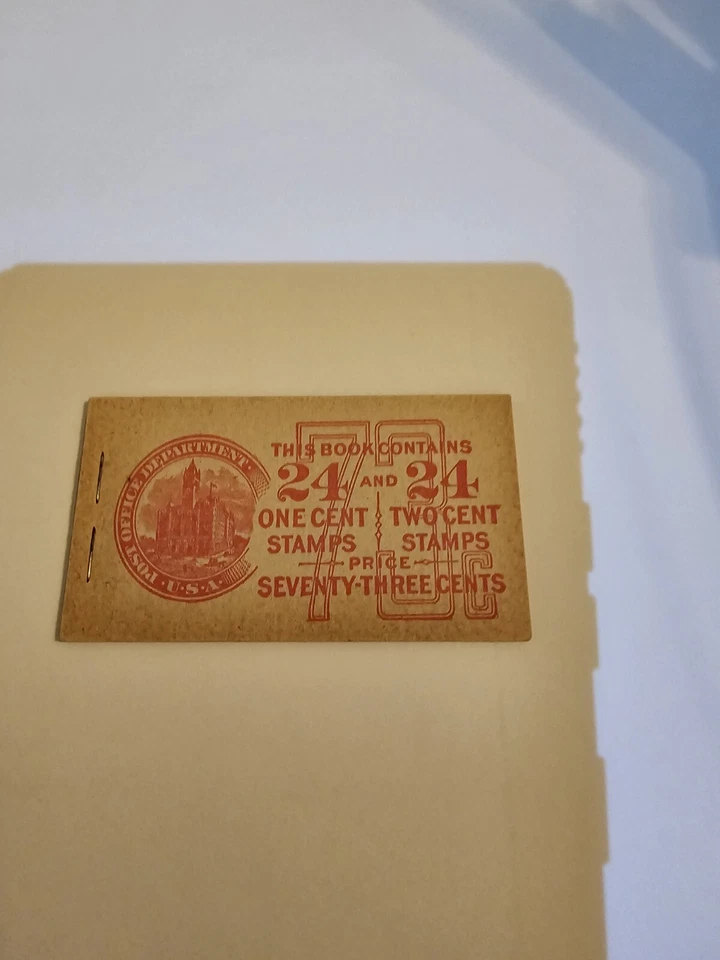 POST OFFICE DEPARTMENT·
·U·S·A·
73c
THIS BOOK CONTAINS
24 AND 24
ONE CENT TWO CENT
STAMPS STAMPS
PRICE
SEVENTY-THREE CENTS